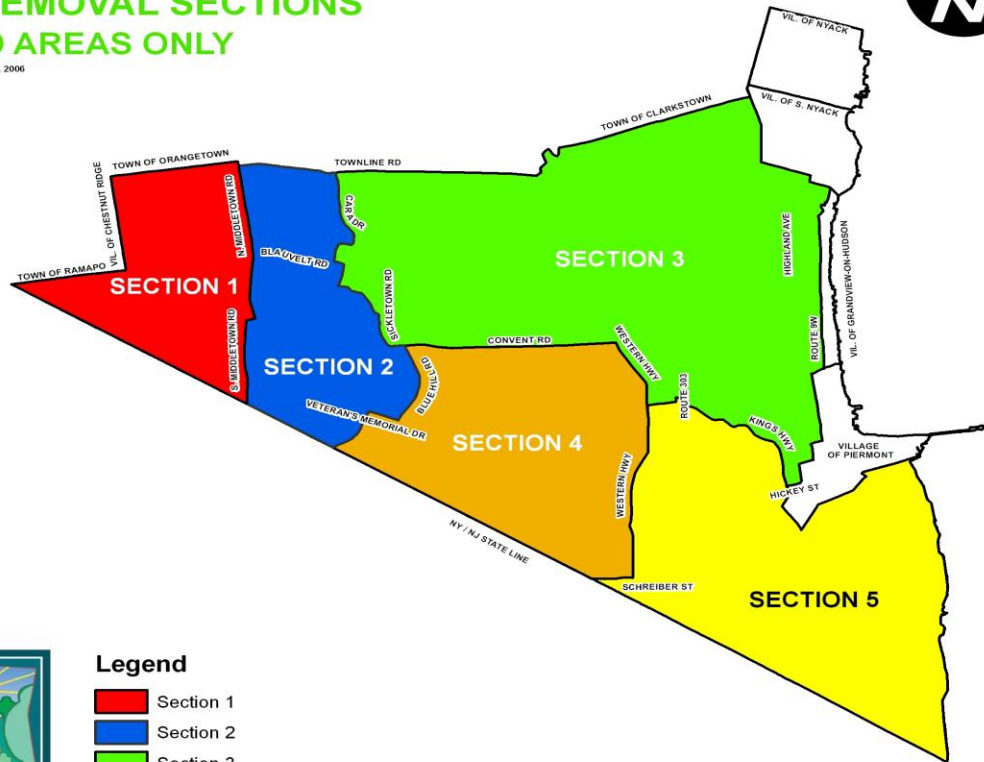 EMOVAL SECTIONS
AREAS ONLY
2006
N
VIL. OF NYACK
VIL. OF S. NYACK
TOWN OF CLARKSTOWN
TOWN OF ORANGETOWN
TOWNLINE RD
VIL. OF CHESTNUT RIDGE
N. MIDDLETOWN RD
CARA DR
HIGHLAND AVE
VIL. OF GRANDVIEW-ON-HUDSON
BLAUVELT RD
SECTION 3
TOWN OF RAMAPO
SECTION 1
SICKLETOWN RD
S. MIDDLETOWN RD
CONVENT RD
WESTERN HWY
ROUTE 9W
SECTION 2
BLUE HILL RD
ROUTE 303
VETERAN'S MEMORIAL DR
SECTION 4
KINGS HWY
VILLAGE
OF PIERMONT
WESTERN HWY
HICKEY ST
NY / NJ STATE LINE
SCHREIBER ST
SECTION 5
Legend
Section 1
Section 2
Section 3